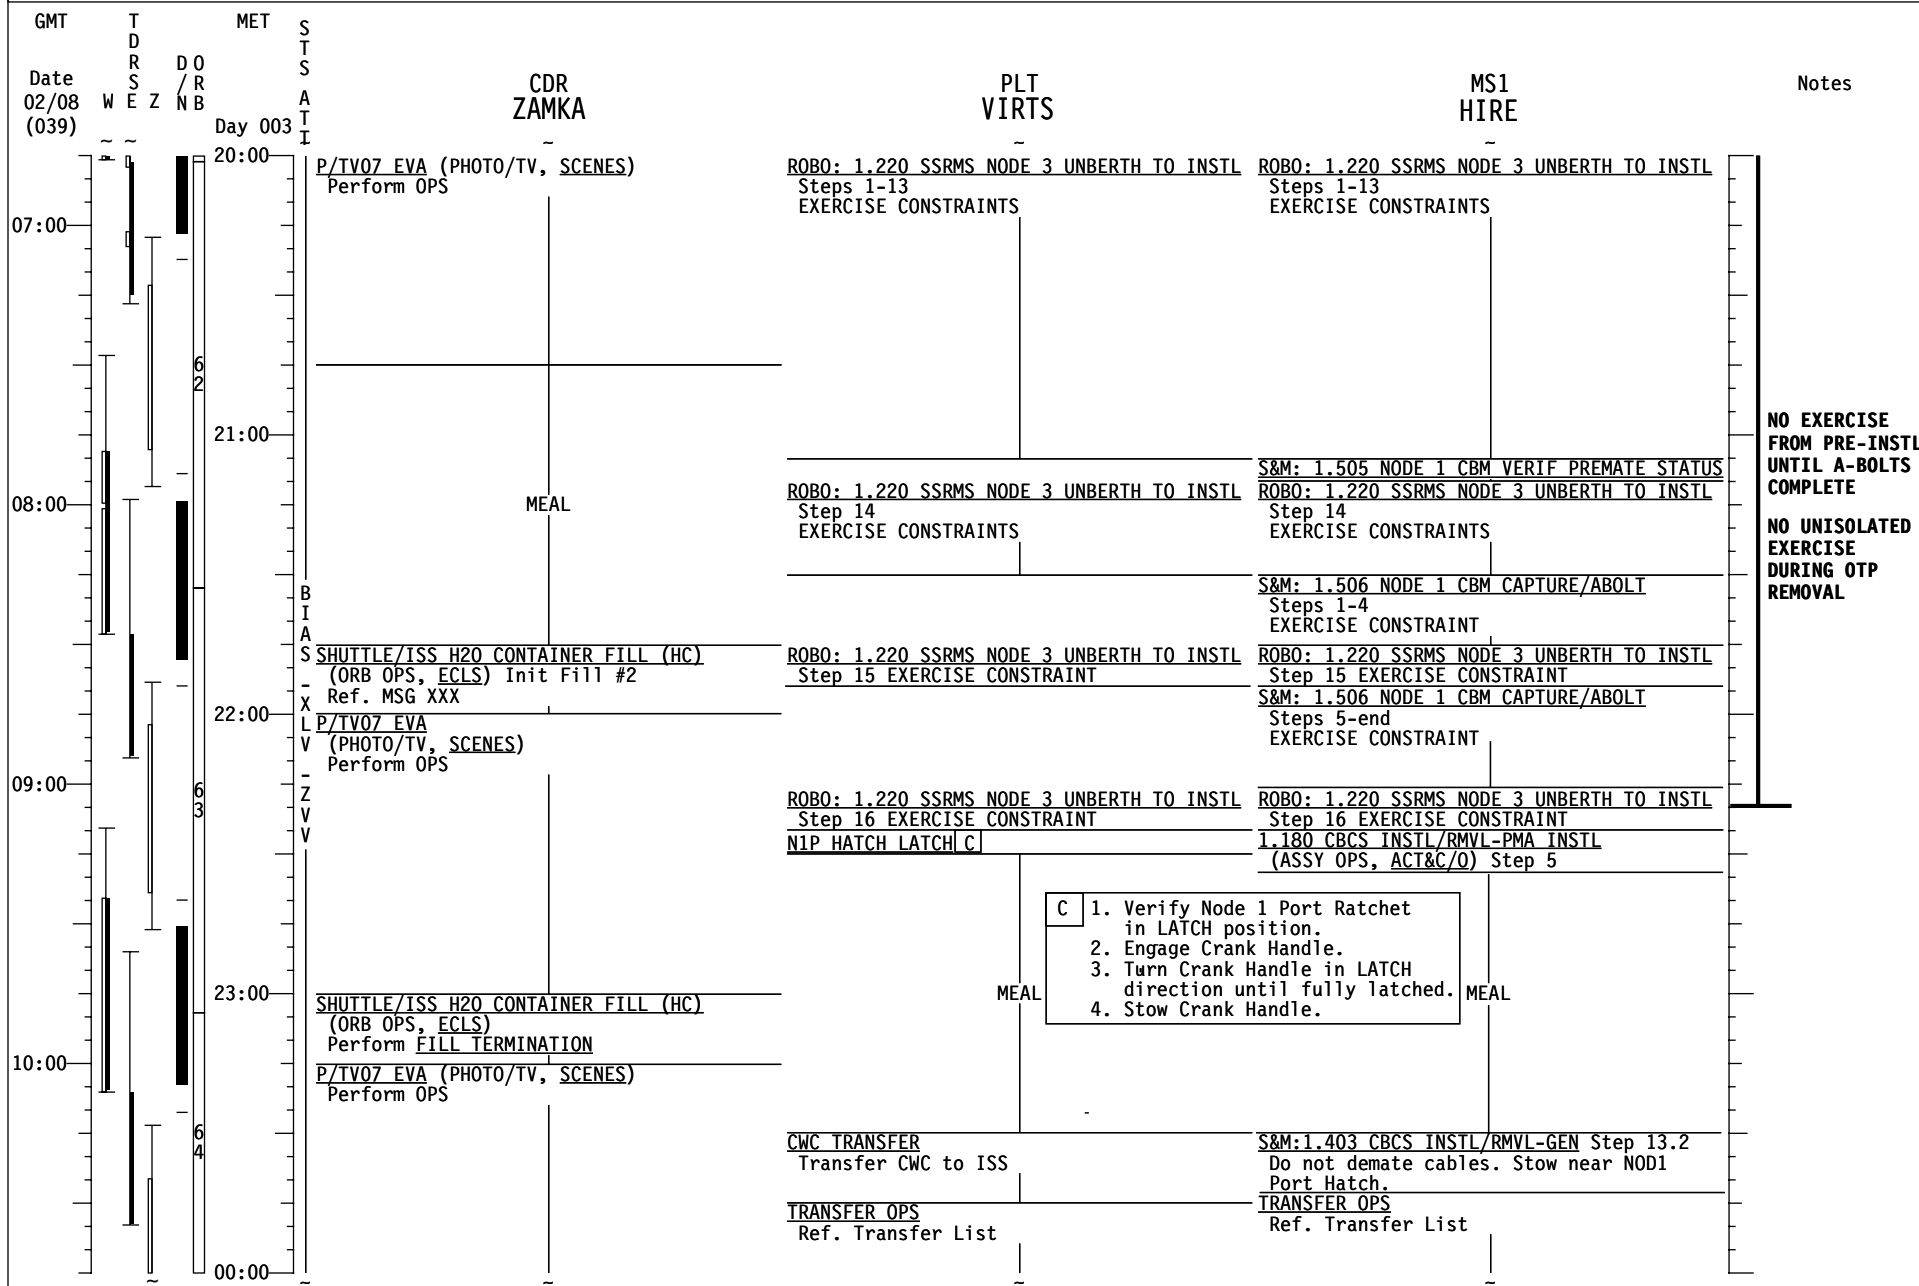 GMT
TDRS
MET
STS ATT
Date
02/08
(039)
W E Z
D/N
ORB
Day 003
CDR
ZAMKA
PLT
VIRTS
MS1
HIRE
Notes
20:00
07:00
21:00
08:00
22:00
09:00
23:00
10:00
00:00
62
63
64
BIAS -XLV -ZVV
P/TV07 EVA (PHOTO/TV, SCENES)
Perform OPS
MEAL
SHUTTLE/ISS H2O CONTAINER FILL (HC)
(ORB OPS, ECLS) Init Fill #2
Ref. MSG XXX
P/TV07 EVA
(PHOTO/TV, SCENES)
Perform OPS
SHUTTLE/ISS H2O CONTAINER FILL (HC)
(ORB OPS, ECLS)
Perform FILL TERMINATION
P/TV07 EVA (PHOTO/TV, SCENES)
Perform OPS
ROBO: 1.220 SSRMS NODE 3 UNBERTH TO INSTL
Steps 1-13
EXERCISE CONSTRAINTS
ROBO: 1.220 SSRMS NODE 3 UNBERTH TO INSTL
Step 14
EXERCISE CONSTRAINTS
ROBO: 1.220 SSRMS NODE 3 UNBERTH TO INSTL
Step 15 EXERCISE CONSTRAINT
ROBO: 1.220 SSRMS NODE 3 UNBERTH TO INSTL
Step 16 EXERCISE CONSTRAINT
N1P HATCH LATCH C
MEAL
CWC TRANSFER
Transfer CWC to ISS
TRANSFER OPS
Ref. Transfer List
ROBO: 1.220 SSRMS NODE 3 UNBERTH TO INSTL
Steps 1-13
EXERCISE CONSTRAINTS
S&M: 1.505 NODE 1 CBM VERIF PREMATE STATUS
ROBO: 1.220 SSRMS NODE 3 UNBERTH TO INSTL
Step 14
EXERCISE CONSTRAINTS
S&M: 1.506 NODE 1 CBM CAPTURE/ABOLT
Steps 1-4
EXERCISE CONSTRAINT
ROBO: 1.220 SSRMS NODE 3 UNBERTH TO INSTL
Step 15 EXERCISE CONSTRAINT
S&M: 1.506 NODE 1 CBM CAPTURE/ABOLT
Steps 5-end
EXERCISE CONSTRAINT
ROBO: 1.220 SSRMS NODE 3 UNBERTH TO INSTL
Step 16 EXERCISE CONSTRAINT
1.180 CBCS INSTL/RMVL-PMA INSTL
(ASSY OPS, ACT&C/O) Step 5
C 1. Verify Node 1 Port Ratchet
in LATCH position.
2. Engage Crank Handle.
3. Turn Crank Handle in LATCH
direction until fully latched.
4. Stow Crank Handle.
MEAL
S&M:1.403 CBCS INSTL/RMVL-GEN Step 13.2
Do not demate cables. Stow near NOD1
Port Hatch.
TRANSFER OPS
Ref. Transfer List
NO EXERCISE
FROM PRE-INSTL
UNTIL A-BOLTS
COMPLETE
NO UNISOLATED
EXERCISE
DURING OTP
REMOVAL